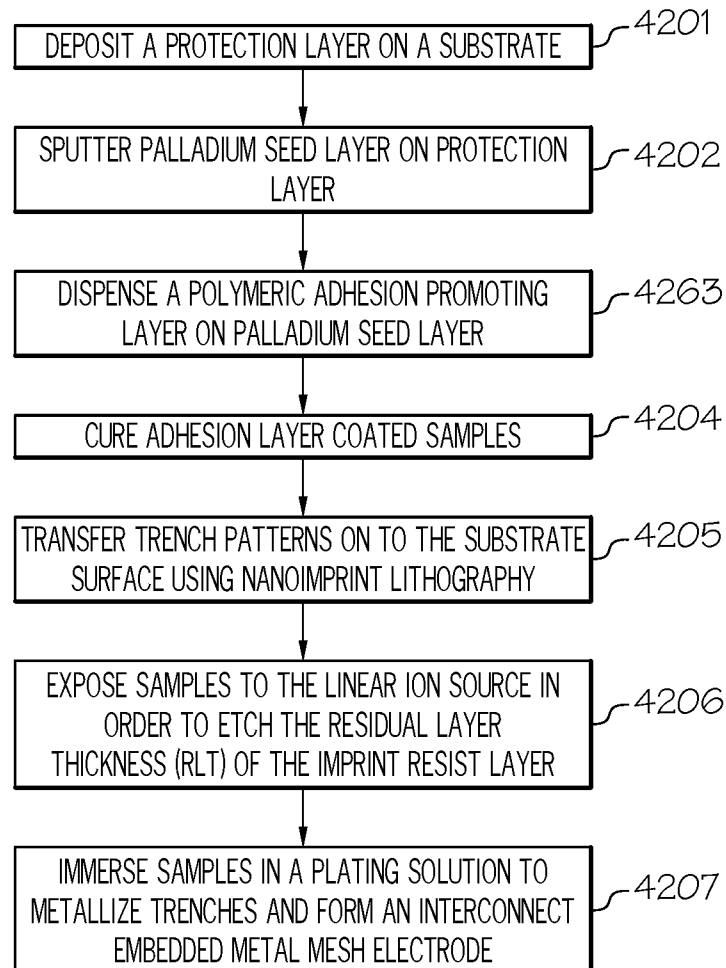 DEPOSIT A PROTECTION LAYER ON A SUBSTRATE
4201
SPUTTER PALLADIUM SEED LAYER ON PROTECTION
LAYER
4202
DISPENSE A POLYMERIC ADHESION PROMOTING
LAYER ON PALLADIUM SEED LAYER
4263
CURE ADHESION LAYER COATED SAMPLES
4204
TRANSFER TRENCH PATTERNS ON TO THE SUBSTRATE
SURFACE USING NANOIMPRINT LITHOGRAPHY
4205
EXPOSE SAMPLES TO THE LINEAR ION SOURCE IN
ORDER TO ETCH THE RESIDUAL LAYER
THICKNESS (RLT) OF THE IMPRINT RESIST LAYER
4206
IMMERSE SAMPLES IN A PLATING SOLUTION TO
METALLIZE TRENCHES AND FORM AN INTERCONNECT
EMBEDDED METAL MESH ELECTRODE
4207